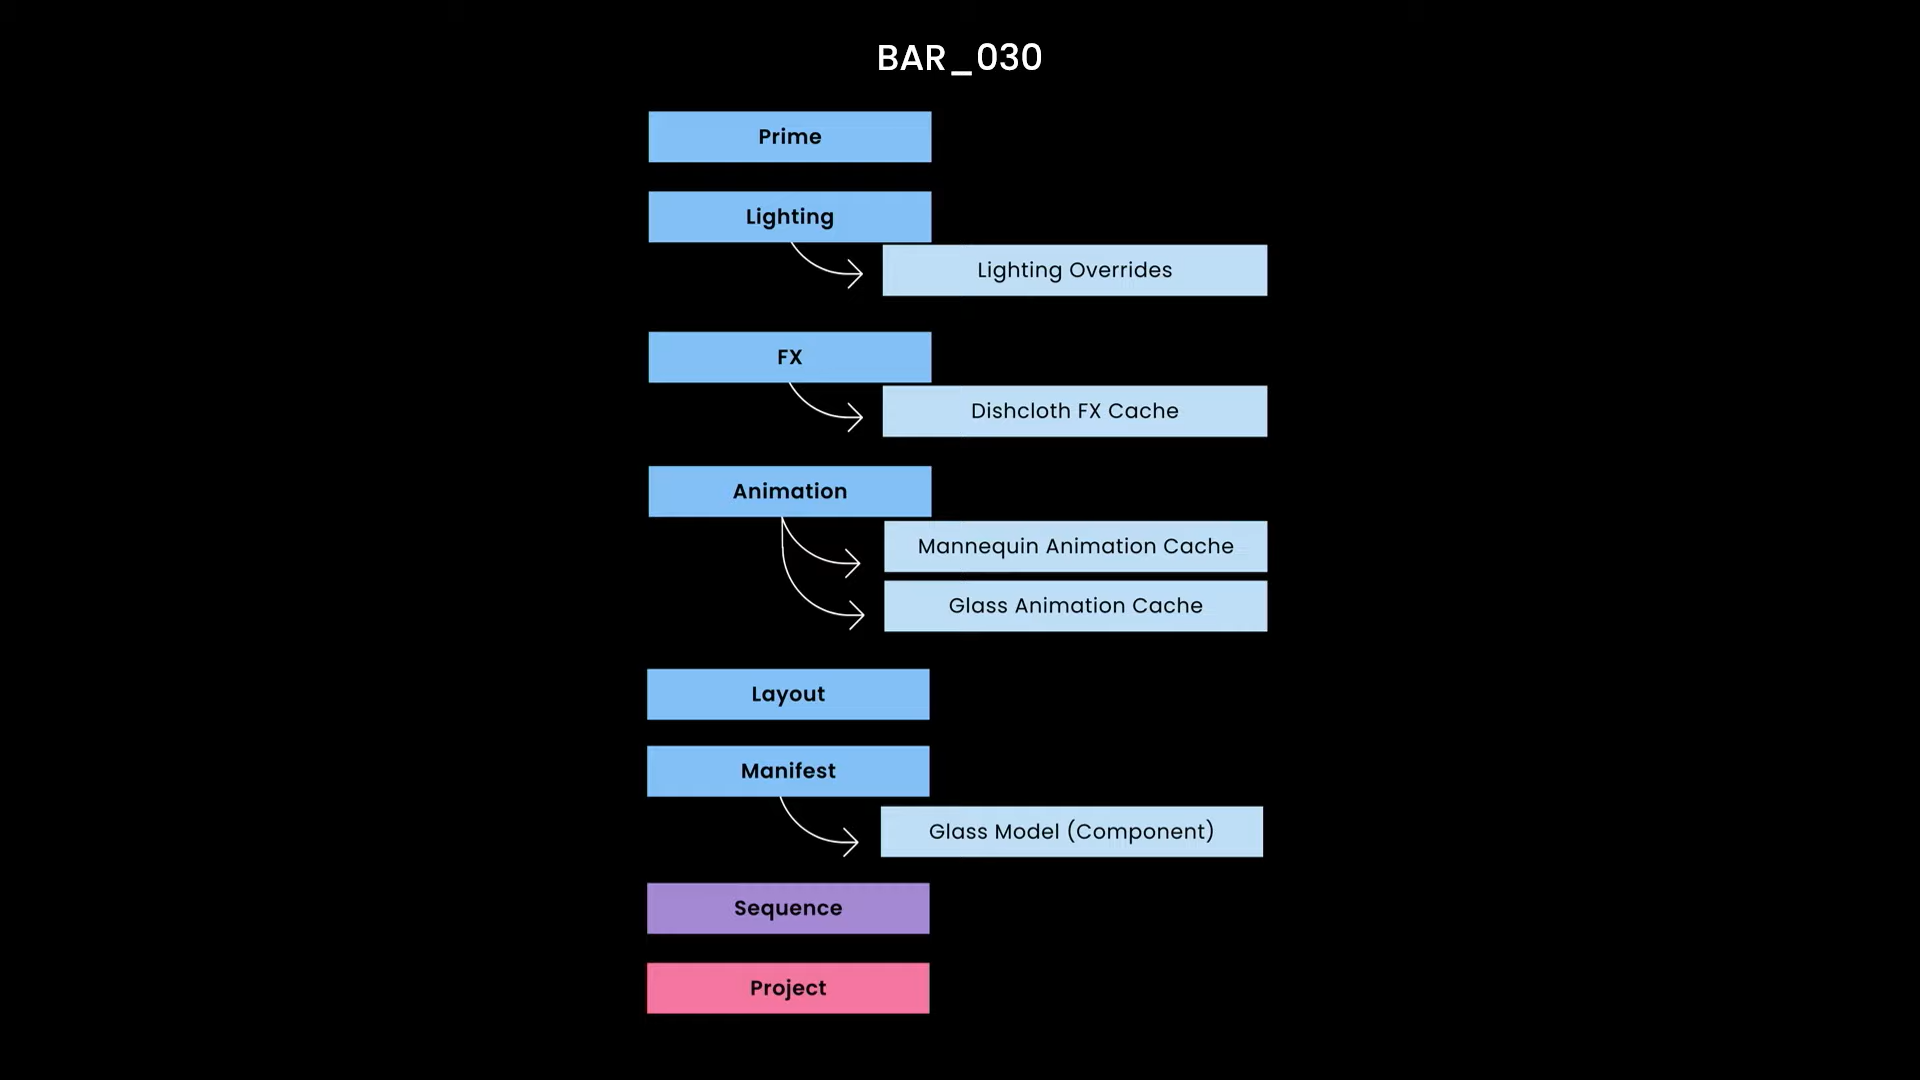 BAR_030
Prime
Lighting
Lighting Overrides
FX
Dishcloth FX Cache
Animation
Mannequin Animation Cache
Glass Animation Cache
Layout
Manifest
Glass Model (Component)
Sequence
Project